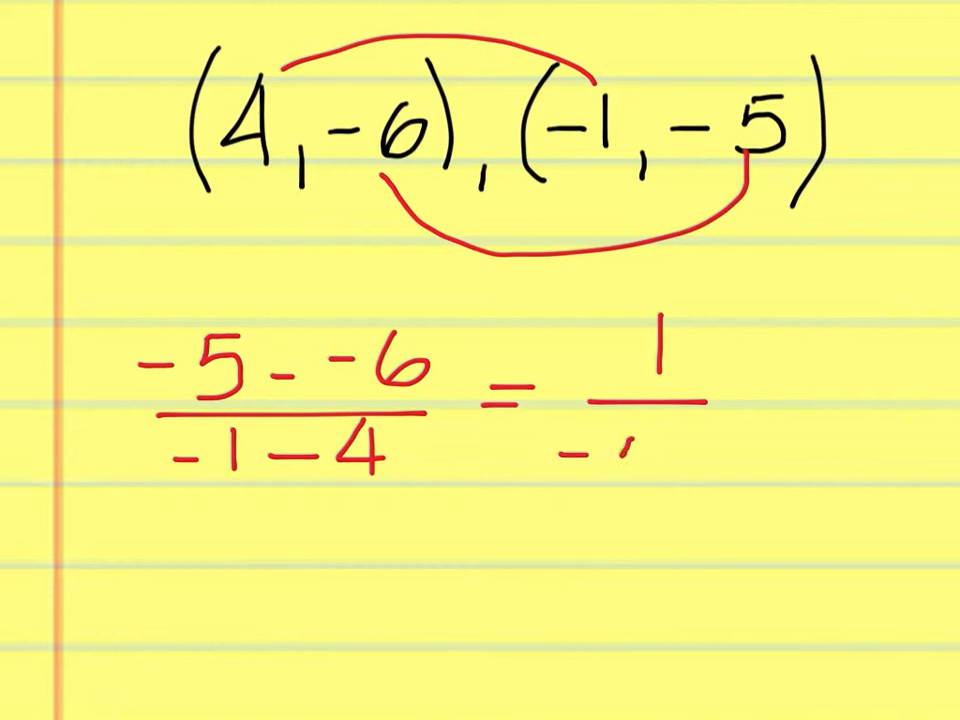 (4, -6), (-1, -5)
-5 - -6
-1 - 4
=
1
-